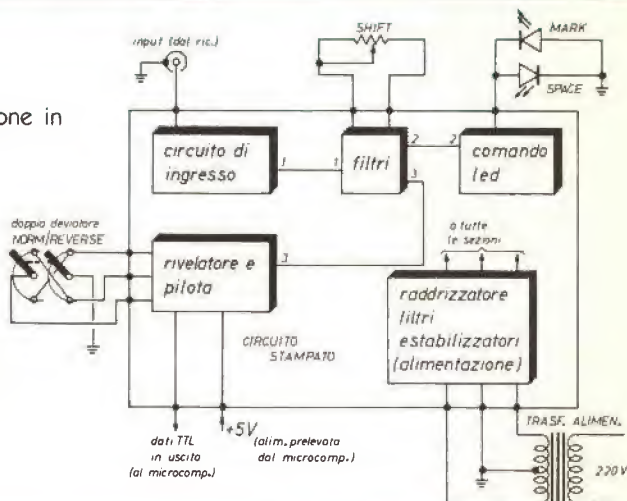 one in
input (dal ric.)
SHIFT
MARK
SPACE
circuito di
ingresso
1
1
filtri
2
3
2
comando
led
doppio deviatore
NORM/REVERSE
rivelatore e
pilota
3
a tutte
le sezioni
raddrizzatore
filtri
estabilizzatori
(alimentazione)
CIRCUITO
STAMPATO
dati TTL
in uscita
(al microcomp.)
+5V
(alim. prelevata
dal microcomp.)
TRASF. ALIMEN.
220V